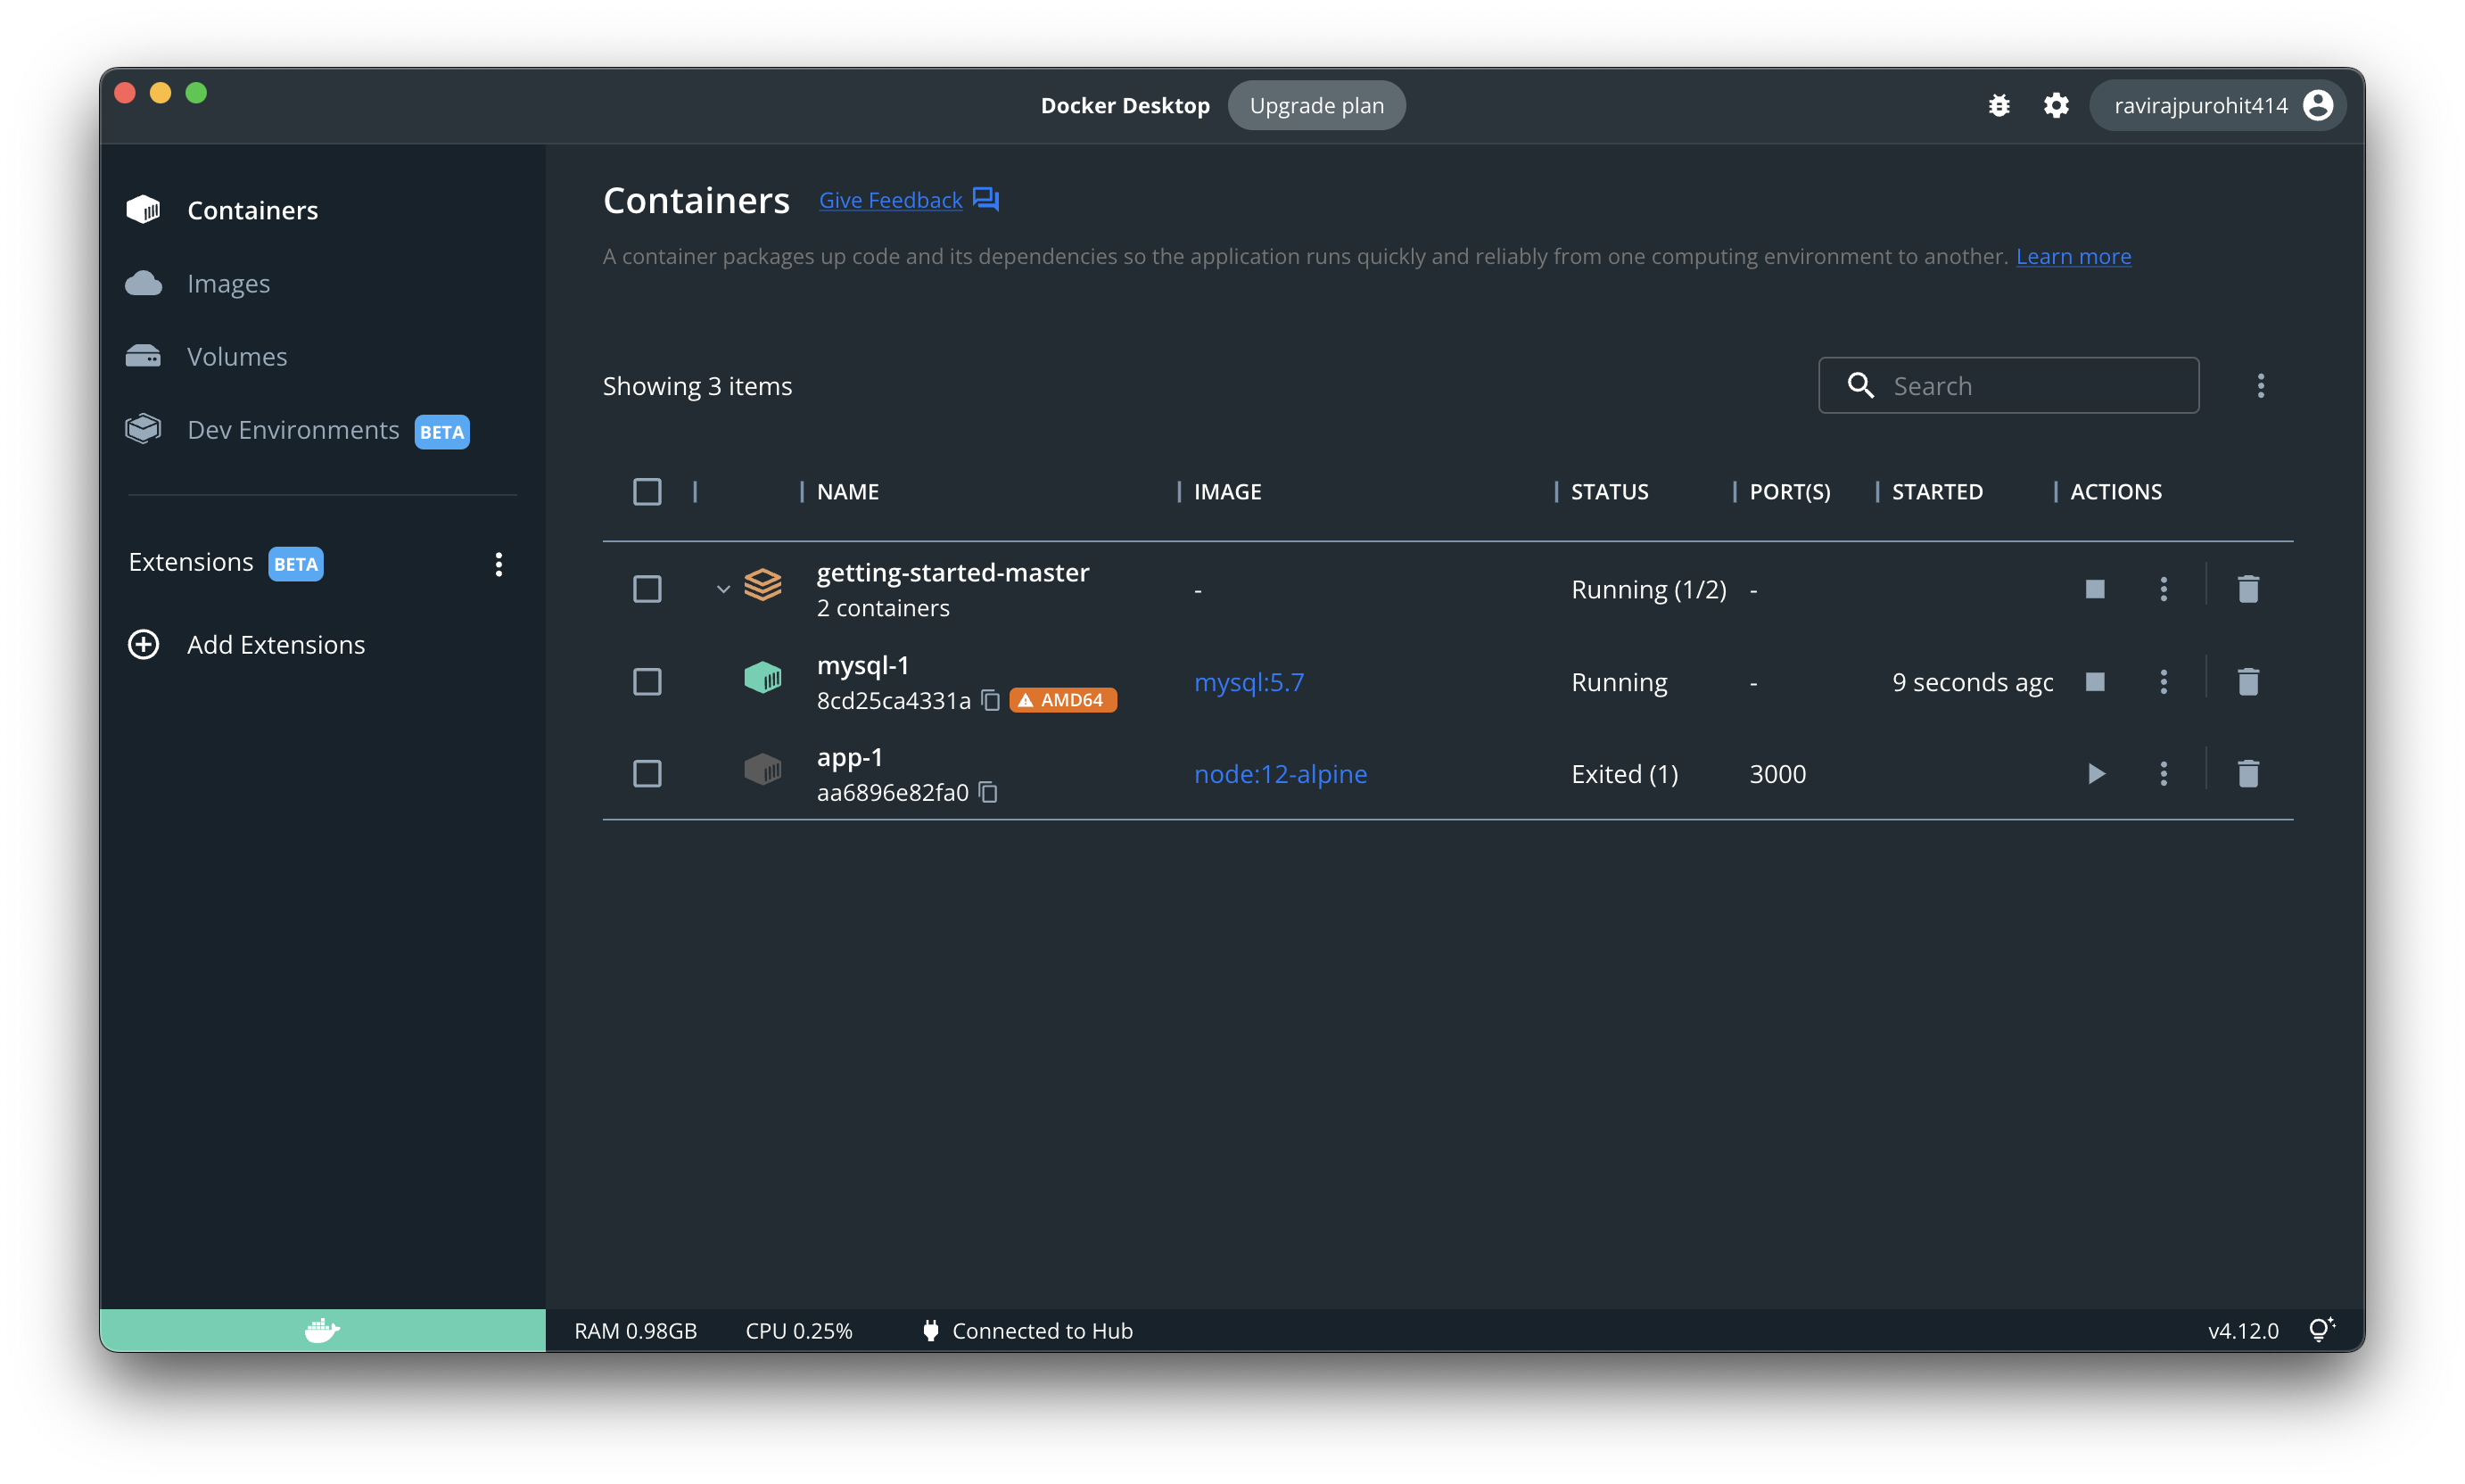 Docker Desktop Upgrade plan ravirajpurohit414
Containers
Images
Volumes
Dev Environments BETA
Extensions BETA
Add Extensions
Containers Give Feedback
A container packages up code and its dependencies so the application runs quickly and reliably from one computing environment to another. Learn more
Showing 3 items Search
NAME IMAGE STATUS PORT(S) STARTED ACTIONS
getting-started-master
2 containers
- Running (1/2) -
mysql-1
8cd25ca4331a AMD64
mysql:5.7 Running - 9 seconds agc
app-1
aa6896e82fa0
node:12-alpine Exited (1) 3000
RAM 0.98GB CPU 0.25% Connected to Hub v4.12.0